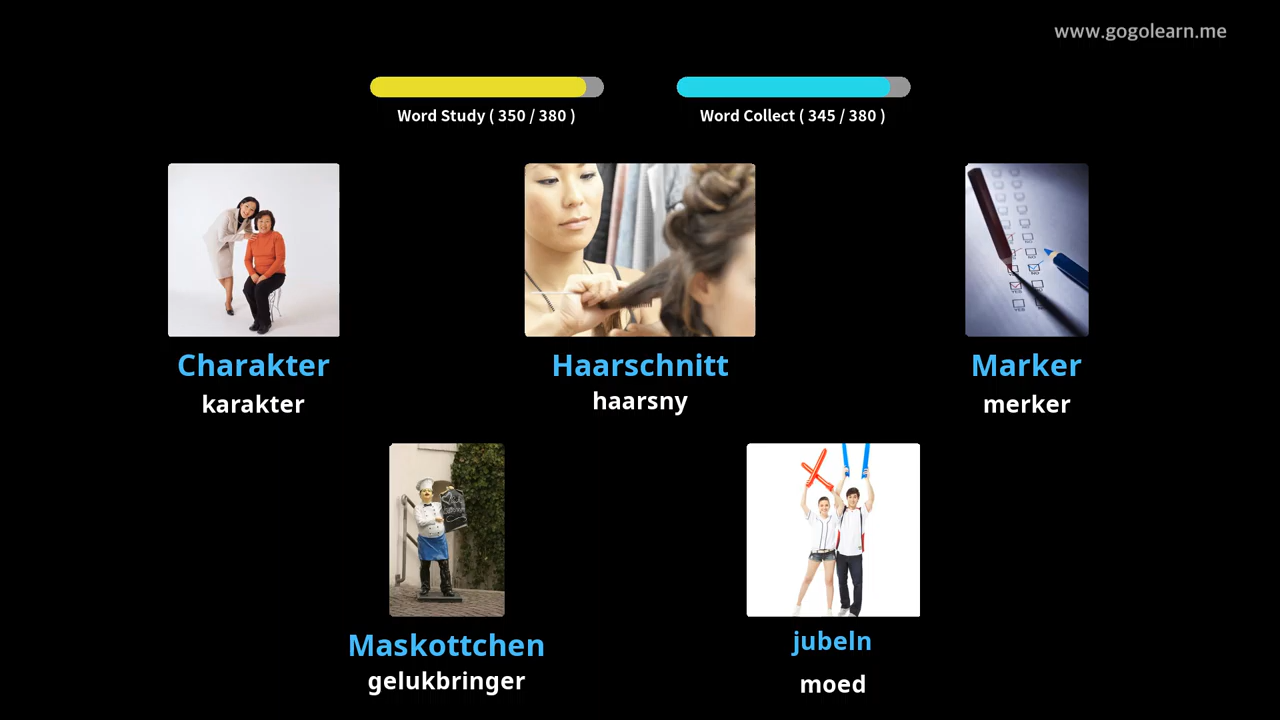 www.gogolearn.me
Word Study ( 350 / 380 )
Word Collect ( 345 / 380 )
Charakter
karakter
Haarschnitt
haarsny
Marker
merker
Maskottchen
gelukbringer
jubeln
moed